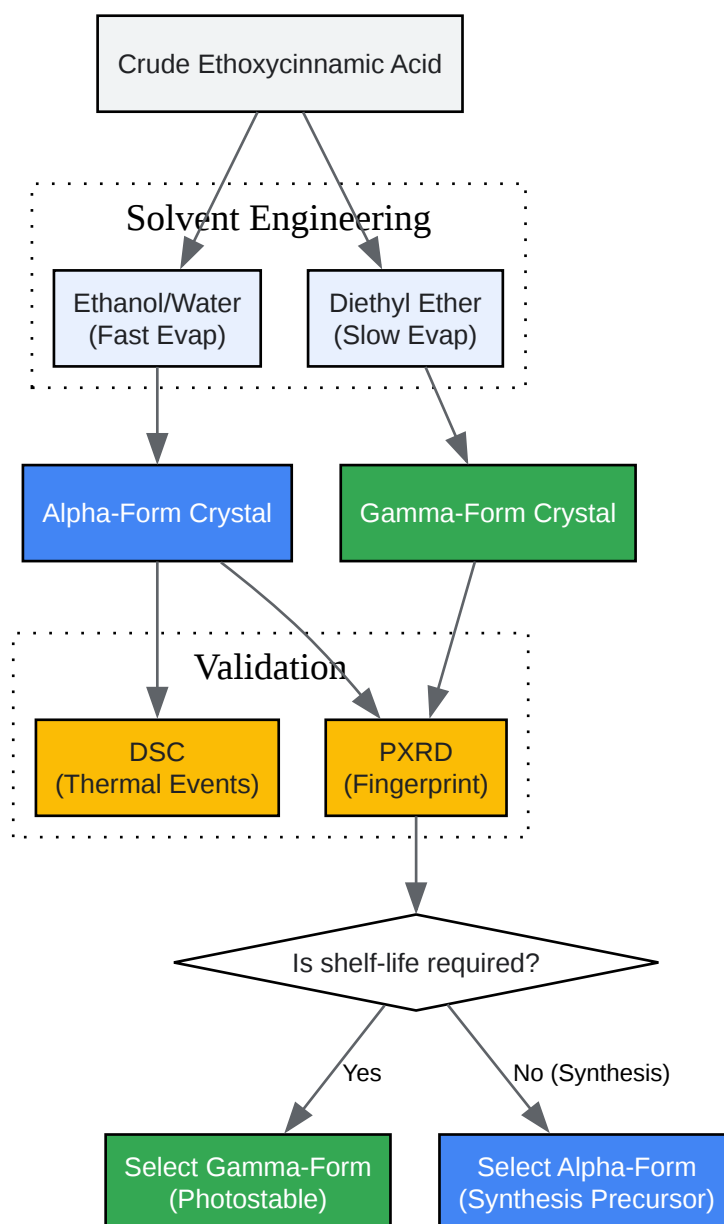 Crude Ethoxycinnamic Acid
Solvent Engineering
Ethanol/Water
(Fast Evap)
Diethyl Ether
(Slow Evap)
Alpha-Form Crystal
Gamma-Form Crystal
Validation
DSC
(Thermal Events)
PXRD
(Fingerprint)
Is shelf-life required?
Yes
No (Synthesis)
Select Gamma-Form
(Photostable)
Select Alpha-Form
(Synthesis Precursor)